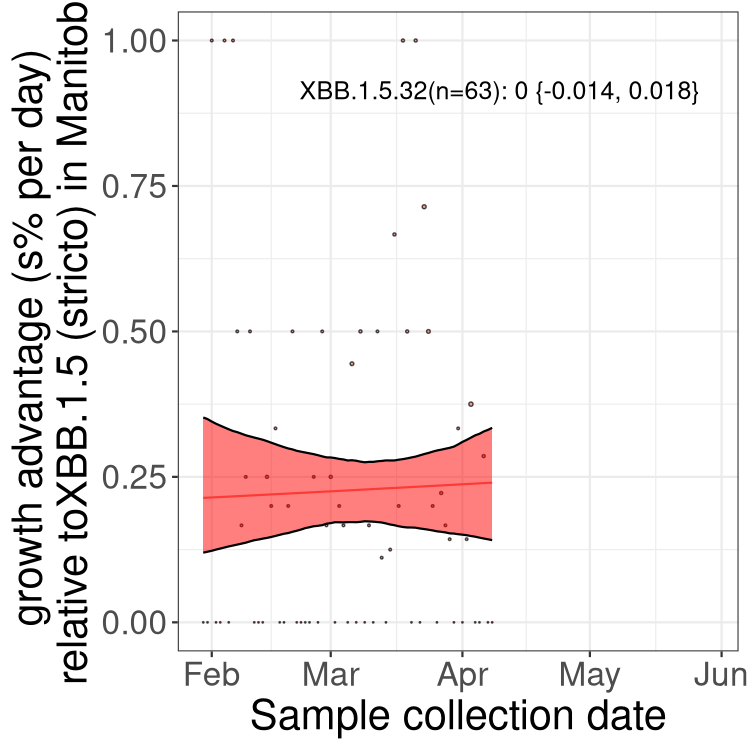 growth advantage (s% per day)
relative toXBB.1.5 (stricto) in Manitob
1.00
0.75
0.50
0.25
0.00
XBB.1.5.32(n=63): 0 {-0.014, 0.018}
Feb Mar Apr May Jun
Sample collection date